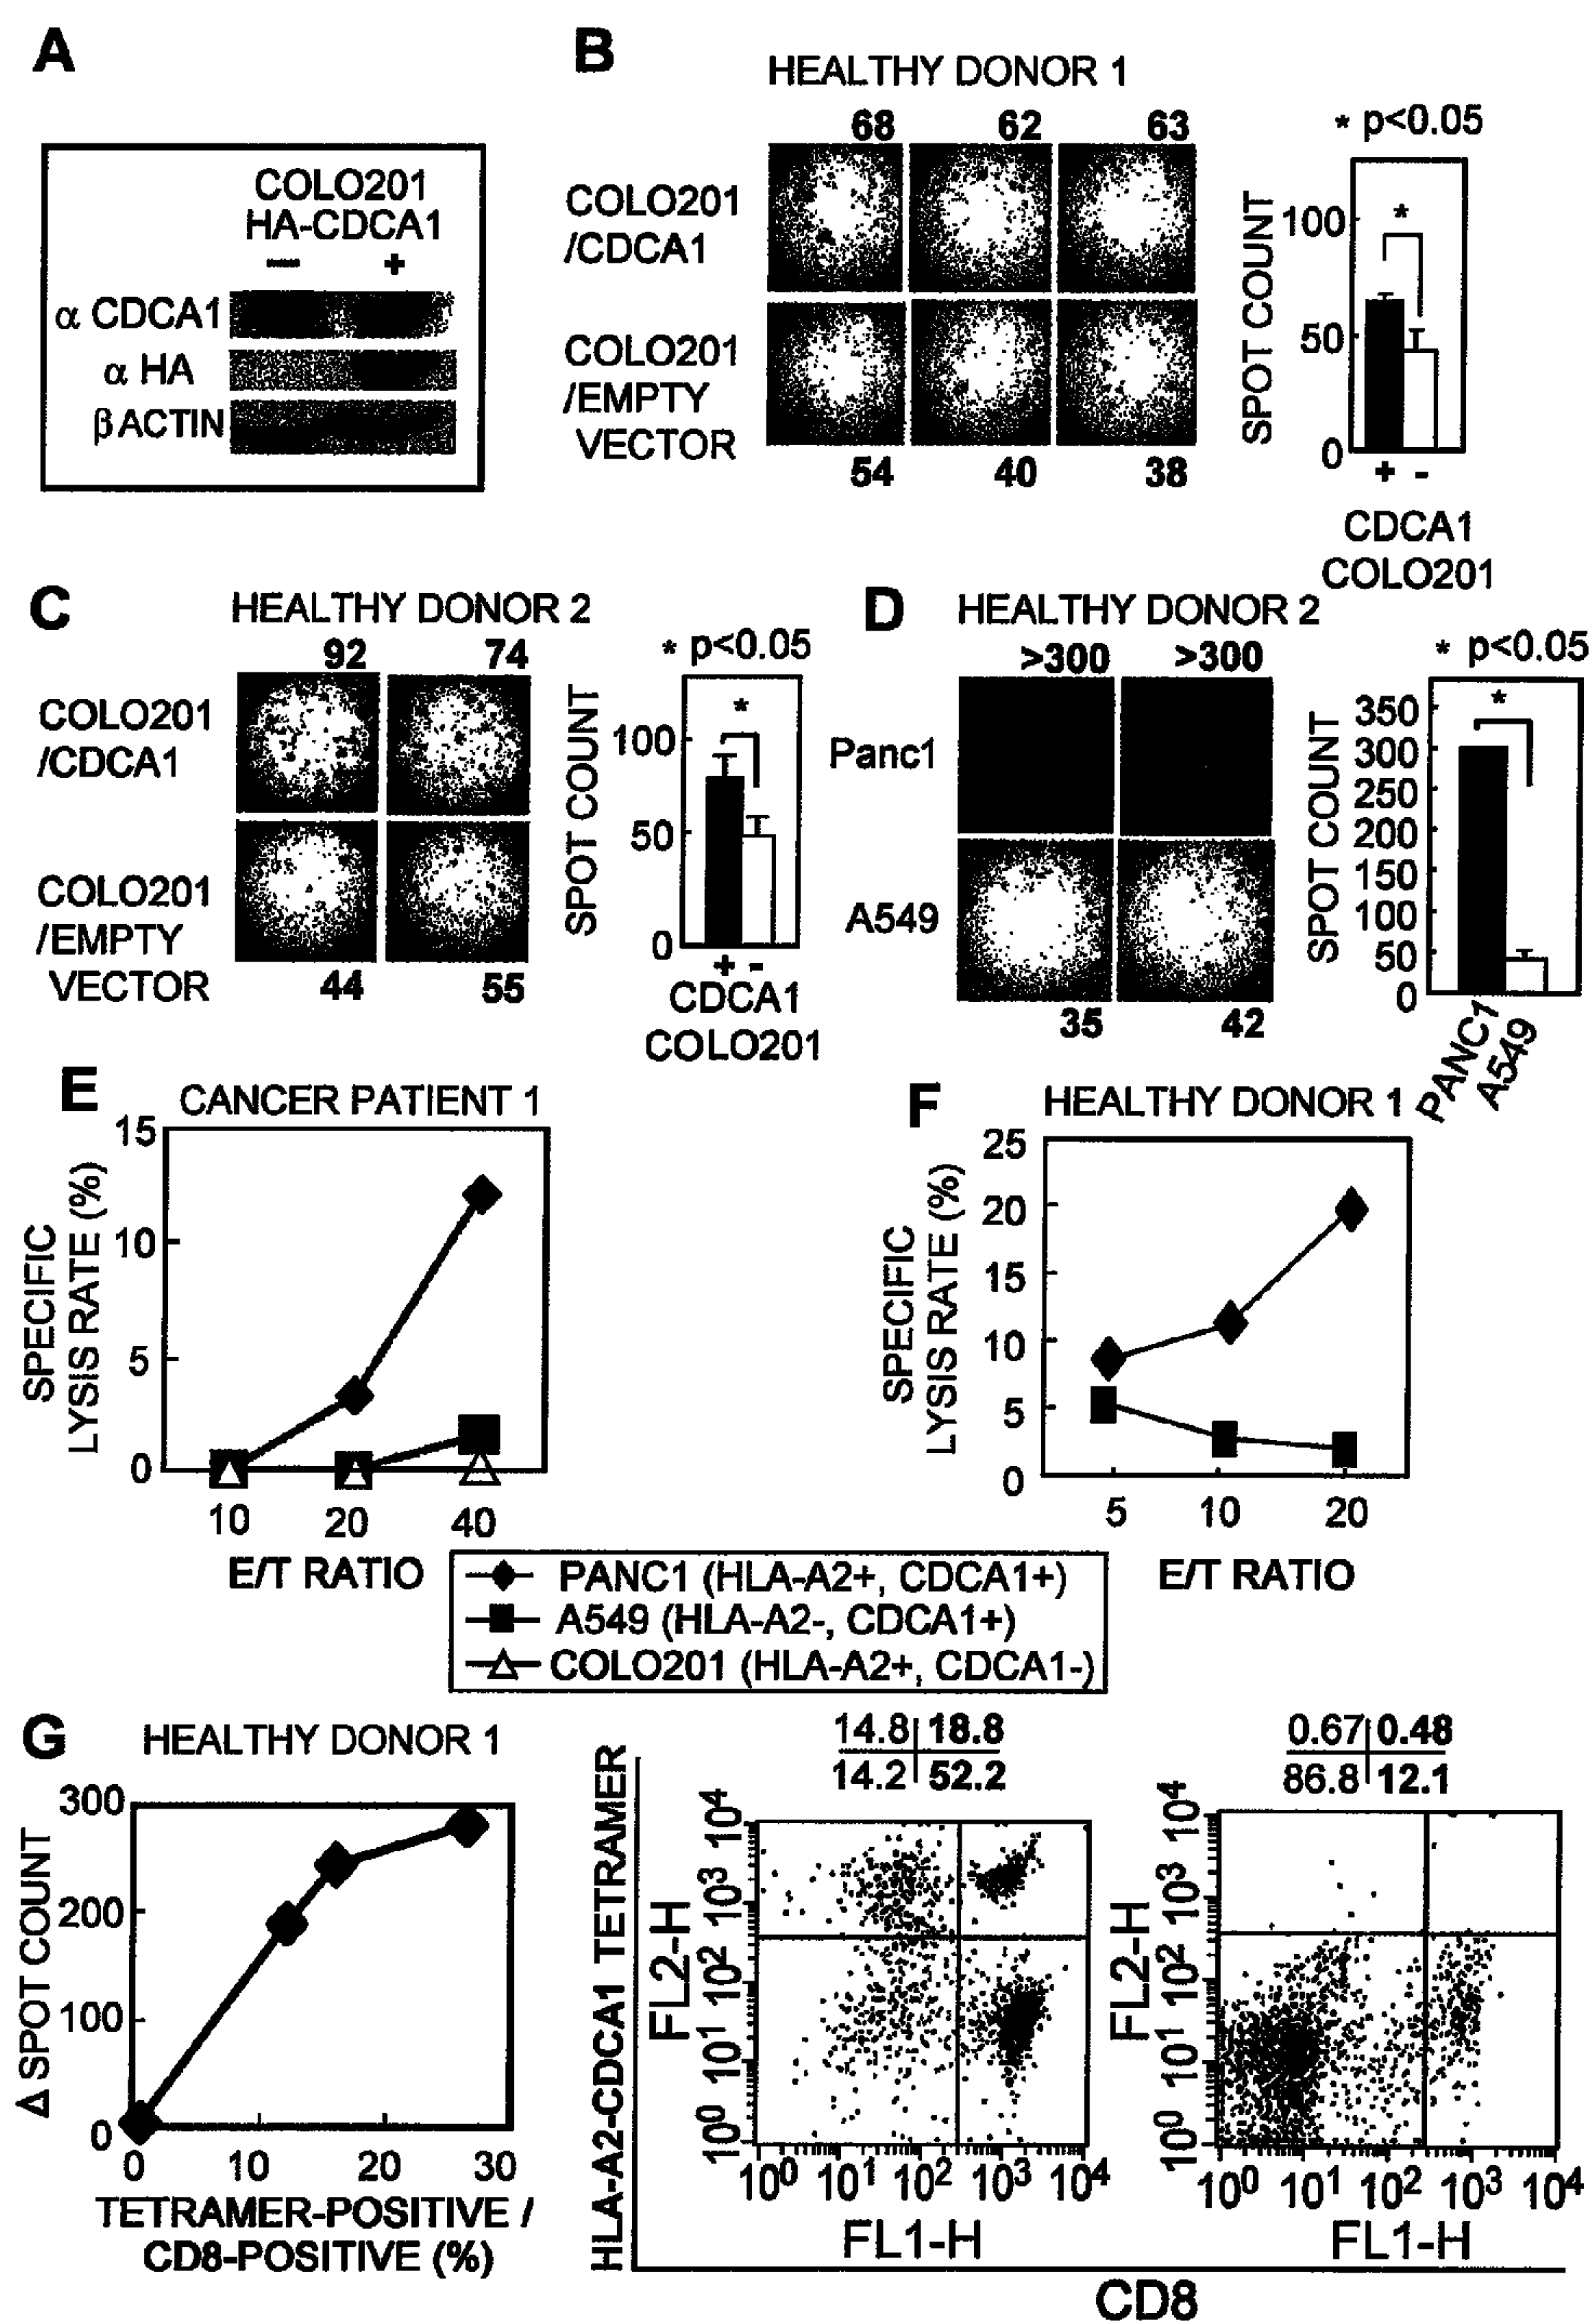 A
COLO201
HA-CDCA1
− +
α CDCA1
α HA
β ACTIN
B
HEALTHY DONOR 1
68 62 63
COLO201
/CDCA1
COLO201
/EMPTY
VECTOR
54 40 38
* p<0.05
SPOT COUNT
100
50
0
*
+ -
CDCA1
COLO201
C
HEALTHY DONOR 2
92 74
COLO201
/CDCA1
COLO201
/EMPTY
VECTOR
44 55
* p<0.05
SPOT COUNT
100
50
0
*
+ -
CDCA1
COLO201
D
HEALTHY DONOR 2
>300 >300
Panc1
A549
35 42
* p<0.05
SPOT COUNT
350
300
250
200
150
100
50
0
*
PANC1
A549
E
CANCER PATIENT 1
SPECIFIC
LYSIS RATE (%)
15
10
5
0
10 20 40
E/T RATIO
F
HEALTHY DONOR 1
SPECIFIC
LYSIS RATE (%)
25
20
15
10
5
0
5 10 20
E/T RATIO
PANC1 (HLA-A2+, CDCA1+)
A549 (HLA-A2-, CDCA1+)
COLO201 (HLA-A2+, CDCA1-)
G
HEALTHY DONOR 1
Δ SPOT COUNT
300
200
100
0
0 10 20 30
TETRAMER-POSITIVE /
CD8-POSITIVE (%)
HLA-A2-CDCA1 TETRAMER
14.8 18.8
14.2 52.2
FL2-H
10⁴
10³
10²
10¹
10⁰
10⁰ 10¹ 10² 10³ 10⁴
FL1-H
0.67 0.48
86.8 12.1
FL2-H
10⁴
10³
10²
10¹
10⁰
10⁰ 10¹ 10² 10³ 10⁴
FL1-H
CD8